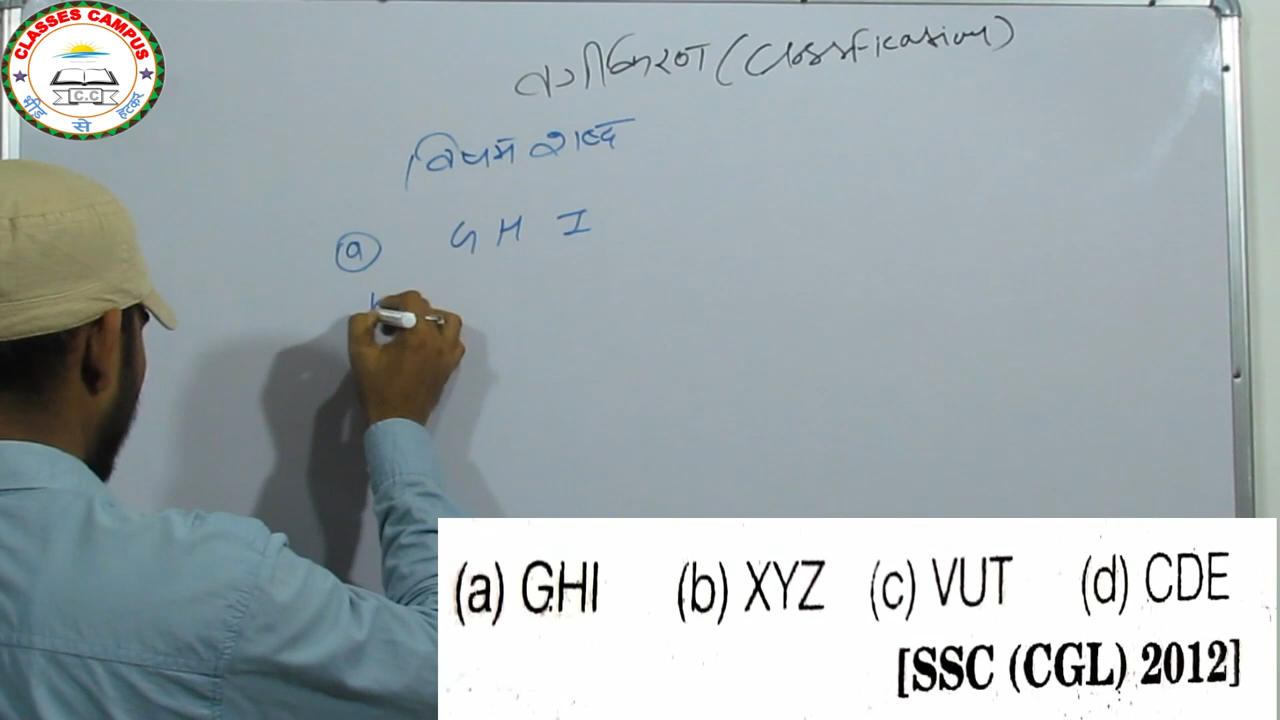 CLASSES CAMPUS
C.C
भीड़ से हटकर
वर्गीकरण (Classification)
विषम शब्द
(a) G H I
(a) GHI (b) XYZ (c) VUT (d) CDE
[SSC (CGL) 2012]